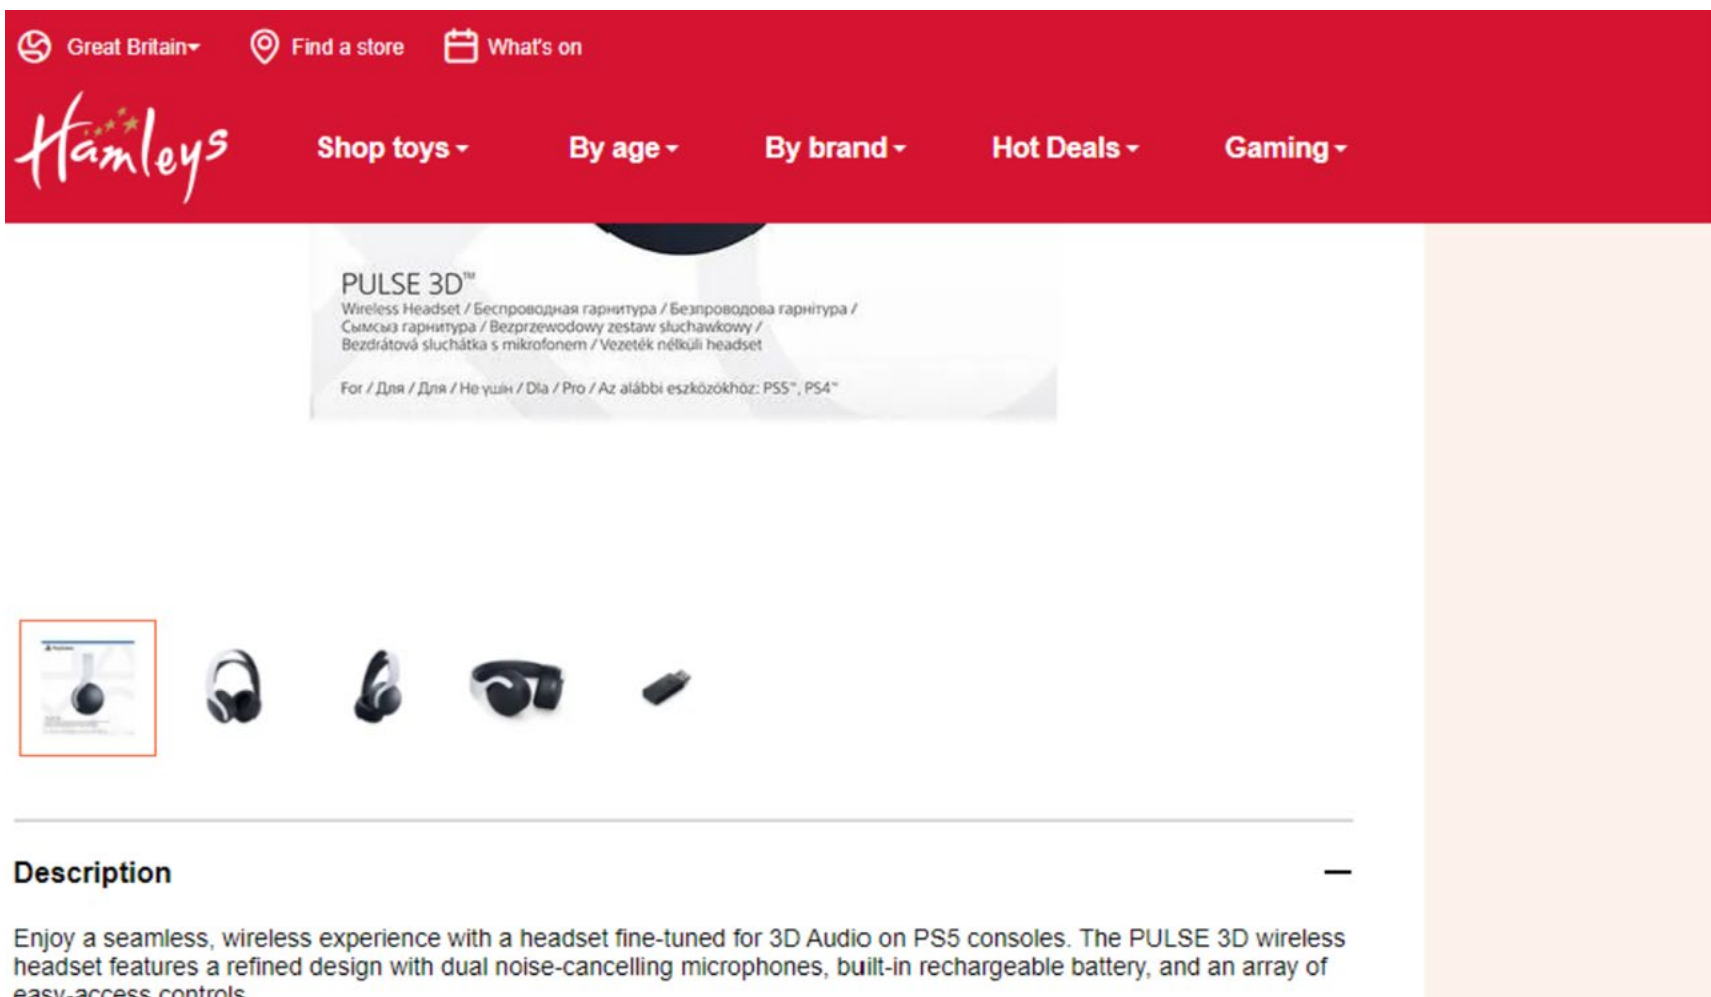 Great Britain
Find a store
What's on
Hamleys
Shop toys
By age
By brand
Hot Deals
Gaming
PULSE 3D™
Wireless Headset / Беспроводная гарнитура / Безпроводова гарнітура /
Сымсыз гарнитура / Bezprzewodowy zestaw słuchawkowy /
Bezdrátová sluchátka s mikrofonem / Vezeték nélküli headset
For / Для / Для / Не үшін / Dla / Pro / Az alábbi eszközökhöz: PS5™, PS4™
Description
Enjoy a seamless, wireless experience with a headset fine-tuned for 3D Audio on PS5 consoles. The PULSE 3D wireless
headset features a refined design with dual noise-cancelling microphones, built-in rechargeable battery, and an array of
easy-access controls